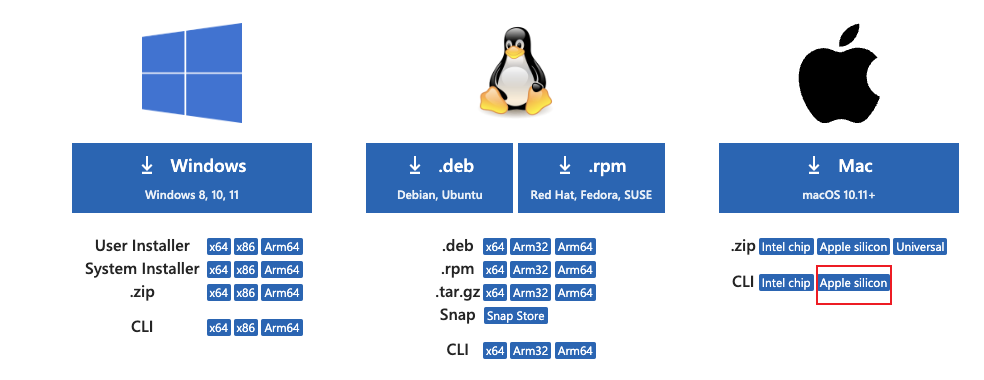 Windows
Windows 8, 10, 11
User Installer x64 x86 Arm64
System Installer x64 x86 Arm64
.zip x64 x86 Arm64
CLI x64 x86 Arm64
.deb
Debian, Ubuntu
.rpm
Red Hat, Fedora, SUSE
.deb x64 Arm32 Arm64
.rpm x64 Arm32 Arm64
.tar.gz x64 Arm32 Arm64
Snap Snap Store
CLI x64 Arm32 Arm64
Mac
macOS 10.11+
.zip Intel chip Apple silicon Universal
CLI Intel chip Apple silicon